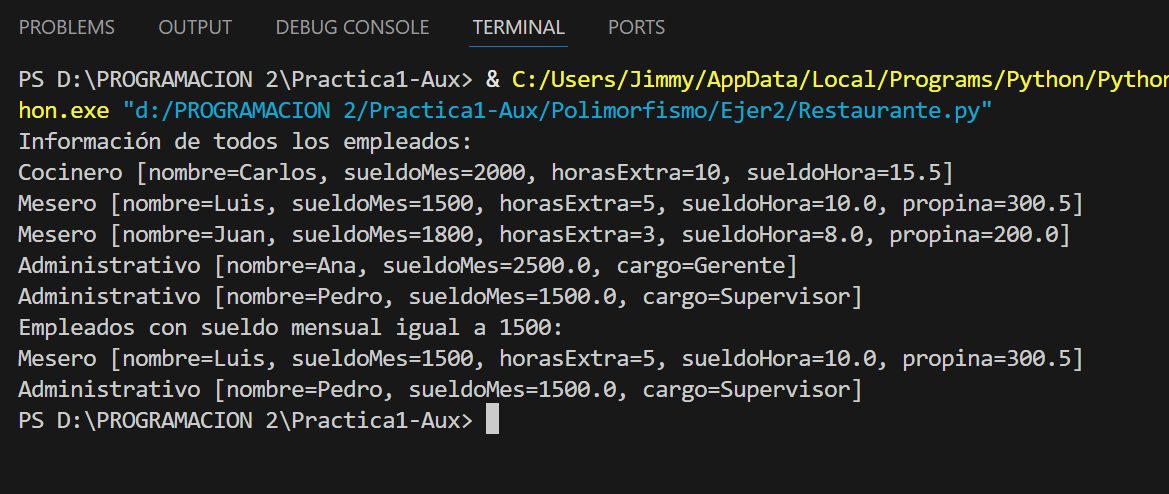 PROBLEMS OUTPUT DEBUG CONSOLE TERMINAL PORTS
PS D:\PROGRAMACION 2\Practica1-Aux> & C:/Users/Jimmy/AppData/Local/Programs/Python/Pyth​on
hon.exe "d:/PROGRAMACION 2/Practica1-Aux/Polimorfismo/Ejer2/Restaurante.py"
Información de todos los empleados:
Cocinero [nombre=Carlos, sueldoMes=2000, horasExtra=10, sueldoHora=15.5]
Mesero [nombre=Luis, sueldoMes=1500, horasExtra=5, sueldoHora=10.0, propina=300.5]
Mesero [nombre=Juan, sueldoMes=1800, horasExtra=3, sueldoHora=8.0, propina=200.0]
Administrativo [nombre=Ana, sueldoMes=2500.0, cargo=Gerente]
Administrativo [nombre=Pedro, sueldoMes=1500.0, cargo=Supervisor]
Empleados con sueldo mensual igual a 1500:
Mesero [nombre=Luis, sueldoMes=1500, horasExtra=5, sueldoHora=10.0, propina=300.5]
Administrativo [nombre=Pedro, sueldoMes=1500.0, cargo=Supervisor]
PS D:\PROGRAMACION 2\Practica1-Aux>